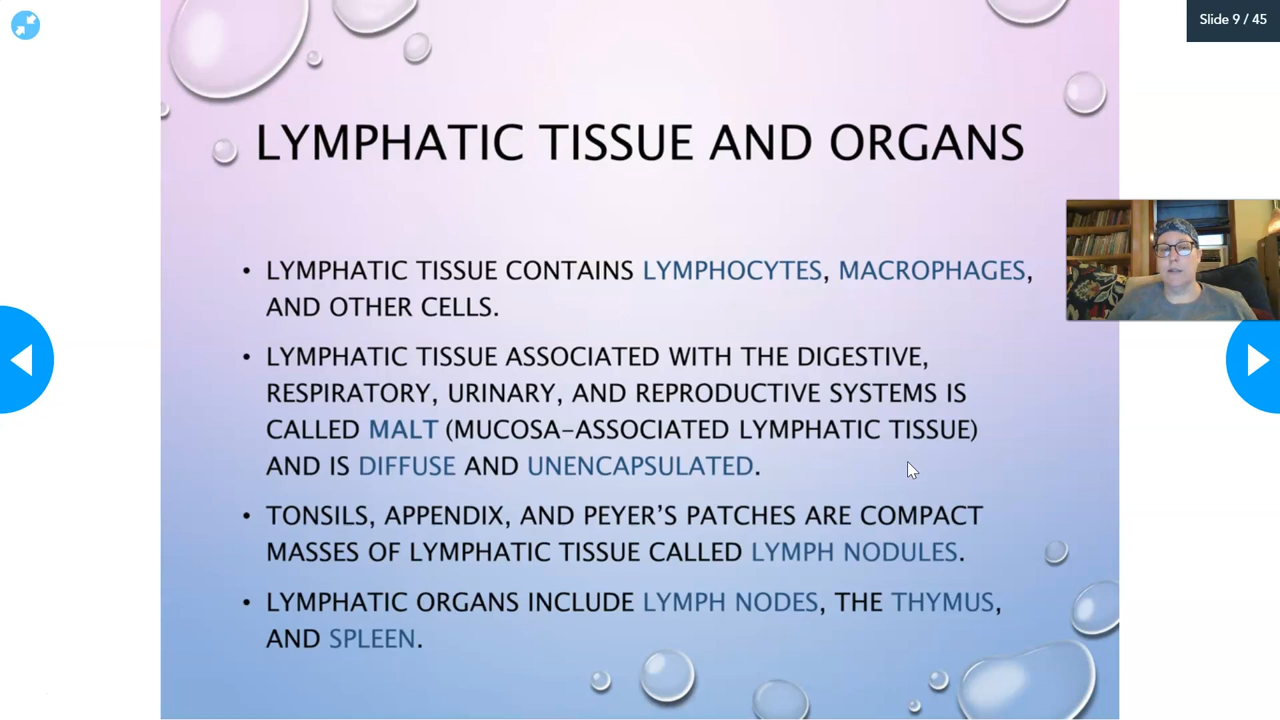 Slide 9 / 45
LYMPHATIC TISSUE AND ORGANS
• LYMPHATIC TISSUE CONTAINS LYMPHOCYTES, MACROPHAGES,
AND OTHER CELLS.
• LYMPHATIC TISSUE ASSOCIATED WITH THE DIGESTIVE,
RESPIRATORY, URINARY, AND REPRODUCTIVE SYSTEMS IS
CALLED MALT (MUCOSA-ASSOCIATED LYMPHATIC TISSUE)
AND IS DIFFUSE AND UNENCAPSULATED.
• TONSILS, APPENDIX, AND PEYER'S PATCHES ARE COMPACT
MASSES OF LYMPHATIC TISSUE CALLED LYMPH NODULES.
• LYMPHATIC ORGANS INCLUDE LYMPH NODES, THE THYMUS,
AND SPLEEN.